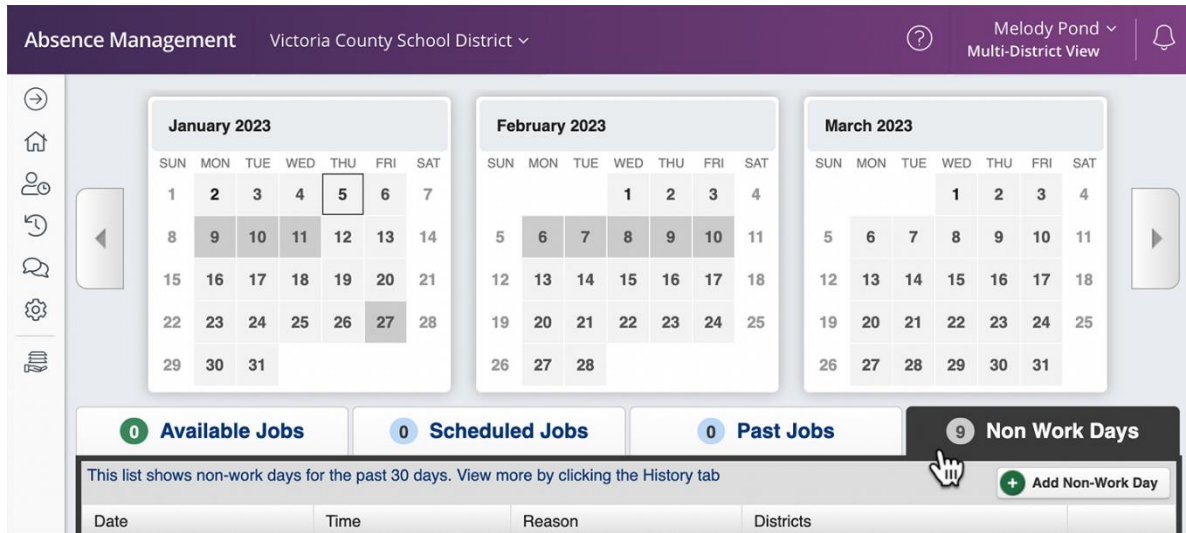 Absence Management Victoria County School District
Melody Pond
Multi-District View
January 2023
SUN MON TUE WED THU FRI SAT
1 2 3 4 5 6 7
8 9 10 11 12 13 14
15 16 17 18 19 20 21
22 23 24 25 26 27 28
29 30 31
February 2023
SUN MON TUE WED THU FRI SAT
1 2 3 4
5 6 7 8 9 10 11
12 13 14 15 16 17 18
19 20 21 22 23 24 25
26 27 28
March 2023
SUN MON TUE WED THU FRI SAT
1 2 3 4
5 6 7 8 9 10 11
12 13 14 15 16 17 18
19 20 21 22 23 24 25
26 27 28 29 30 31
0 Available Jobs
0 Scheduled Jobs
0 Past Jobs
9 Non Work Days
This list shows non-work days for the past 30 days. View more by clicking the History tab
+ Add Non-Work Day
Date Time Reason Districts